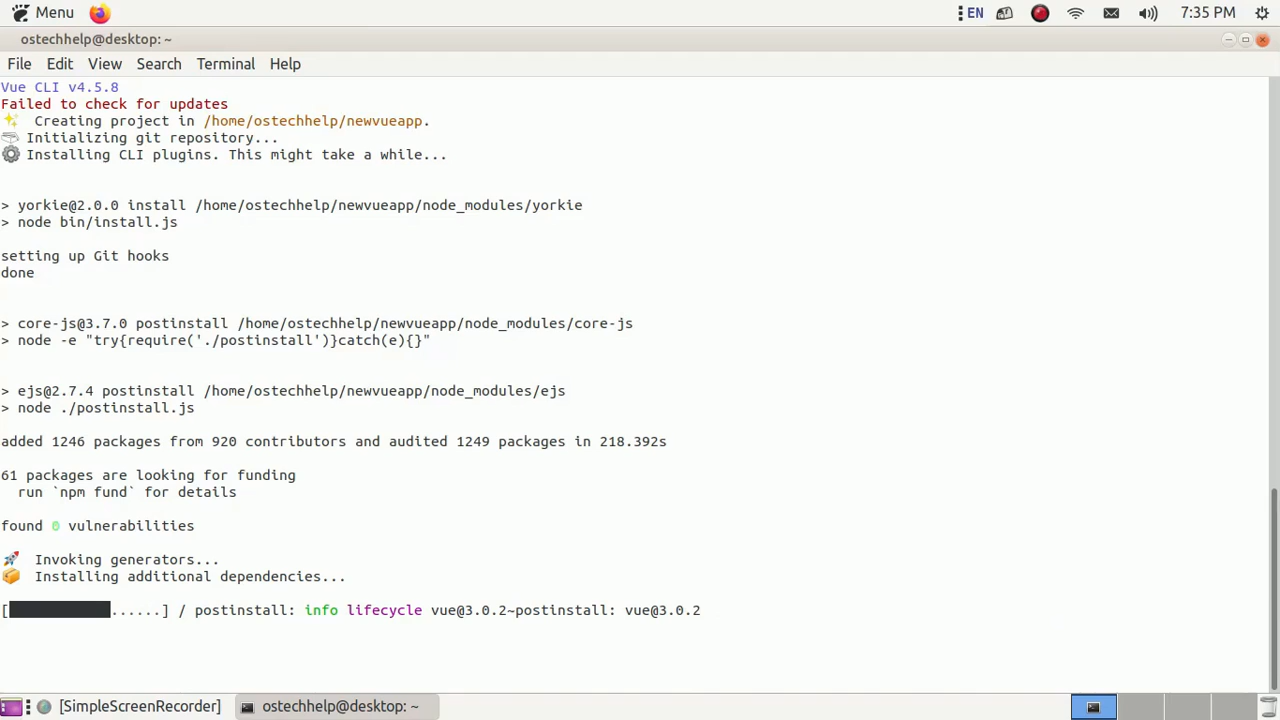 Menu
EN
7:35 PM
ostechhelp@desktop: ~
File Edit View Search Terminal Help
Vue CLI v4.5.8
Failed to check for updates
✨ Creating project in /home/ostechhelp/newvueapp.
Initializing git repository...
Installing CLI plugins. This might take a while...
> yorkie@2.0.0 install /home/ostechhelp/newvueapp/node_modules/yorkie
> node bin/install.js
setting up Git hooks
done
> core-js@3.7.0 postinstall /home/ostechhelp/newvueapp/node_modules/core-js
> node -e "try{require('./postinstall')}catch(e){}"
> ejs@2.7.4 postinstall /home/ostechhelp/newvueapp/node_modules/ejs
> node ./postinstall.js
added 1246 packages from 920 contributors and audited 1249 packages in 218.392s
61 packages are looking for funding
run `npm fund` for details
found 0 vulnerabilities
🚀 Invoking generators...
📦 Installing additional dependencies...
[            ......] / postinstall: info lifecycle vue@3.0.2~postinstall: vue@3.0.2
[SimpleScreenRecorder] ostechhelp@desktop: ~